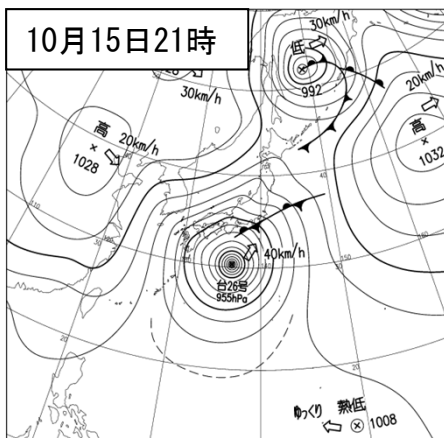 10月15日21時
30km/h
低
992
30km/h
20km/h
高
1032
高
20km/h
1028
40km/h
台26号
955hPa
ゆっくり
熱低
1008